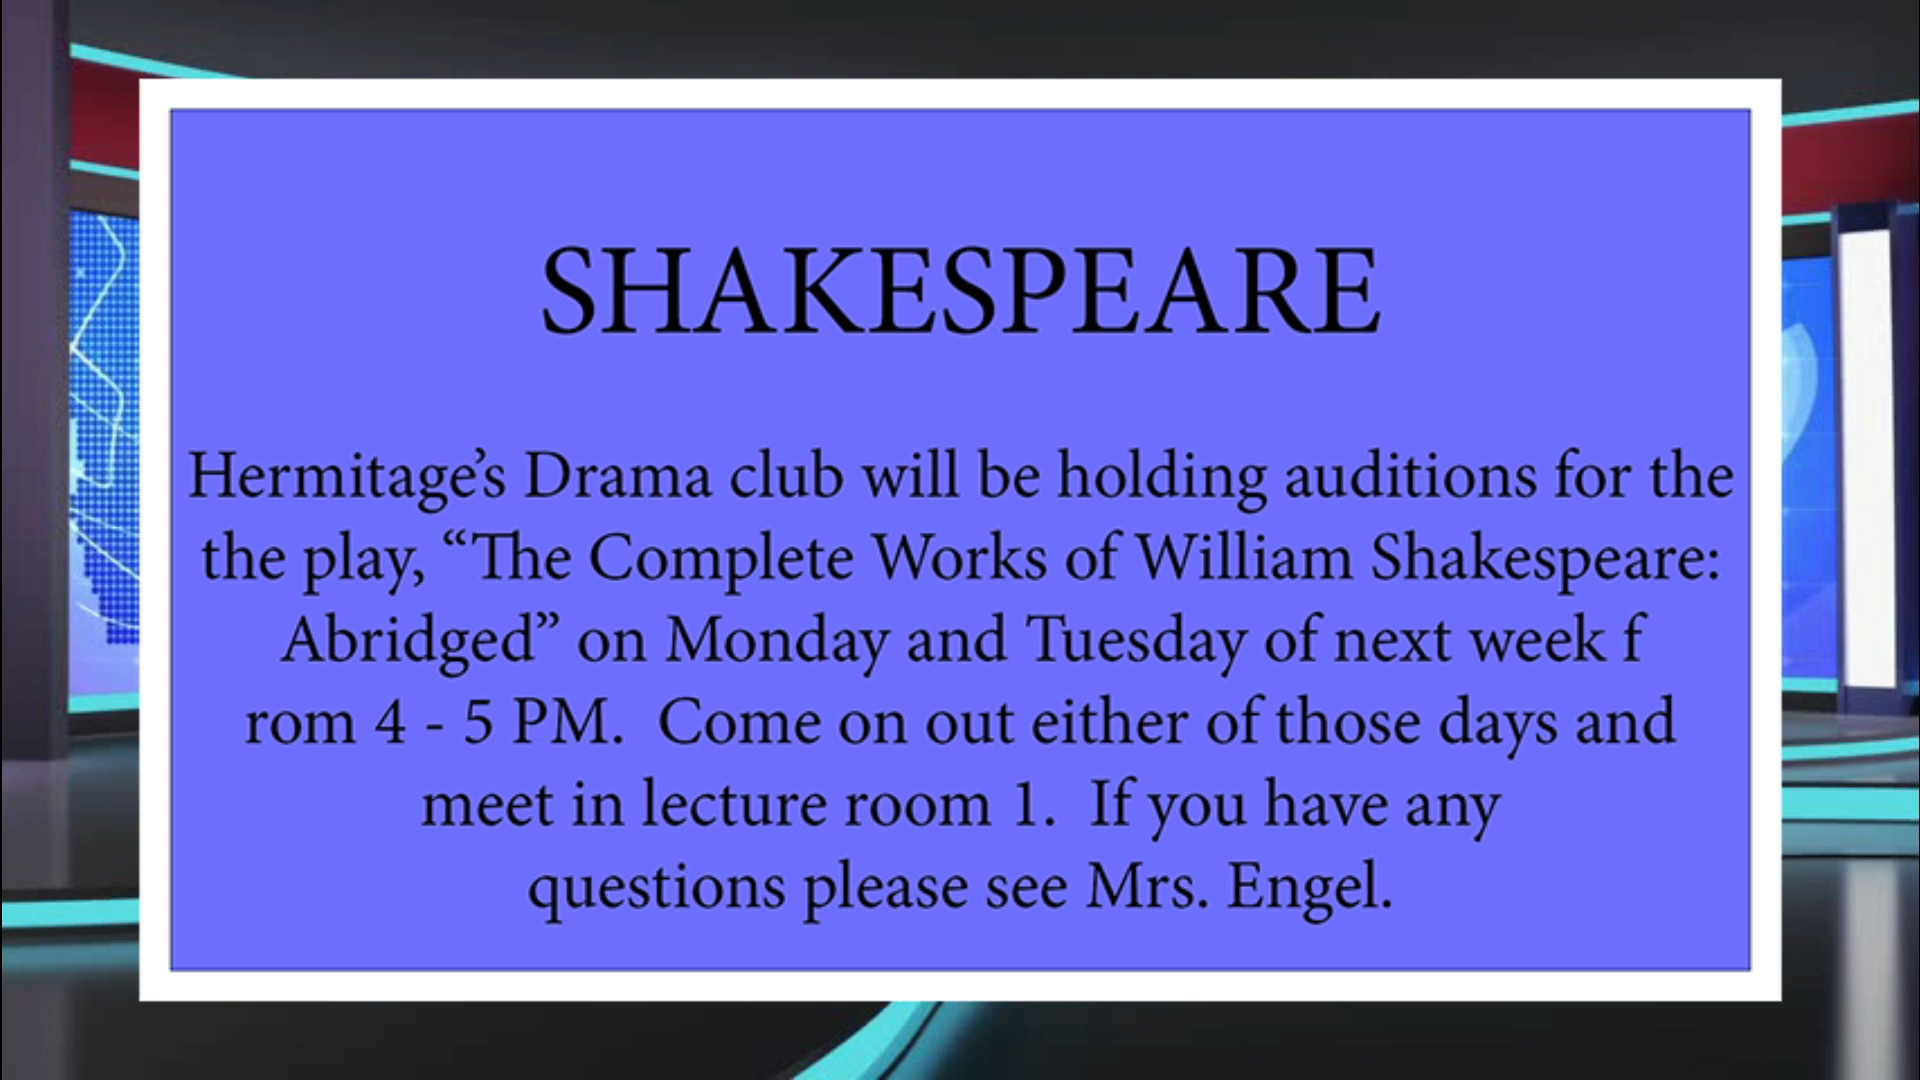 SHAKESPEARE
Hermitage’s Drama club will be holding auditions for the
the play, “The Complete Works of William Shakespeare:
Abridged” on Monday and Tuesday of next week f
rom 4 - 5 PM.  Come on out either of those days and
meet in lecture room 1.  If you have any
questions please see Mrs. Engel.